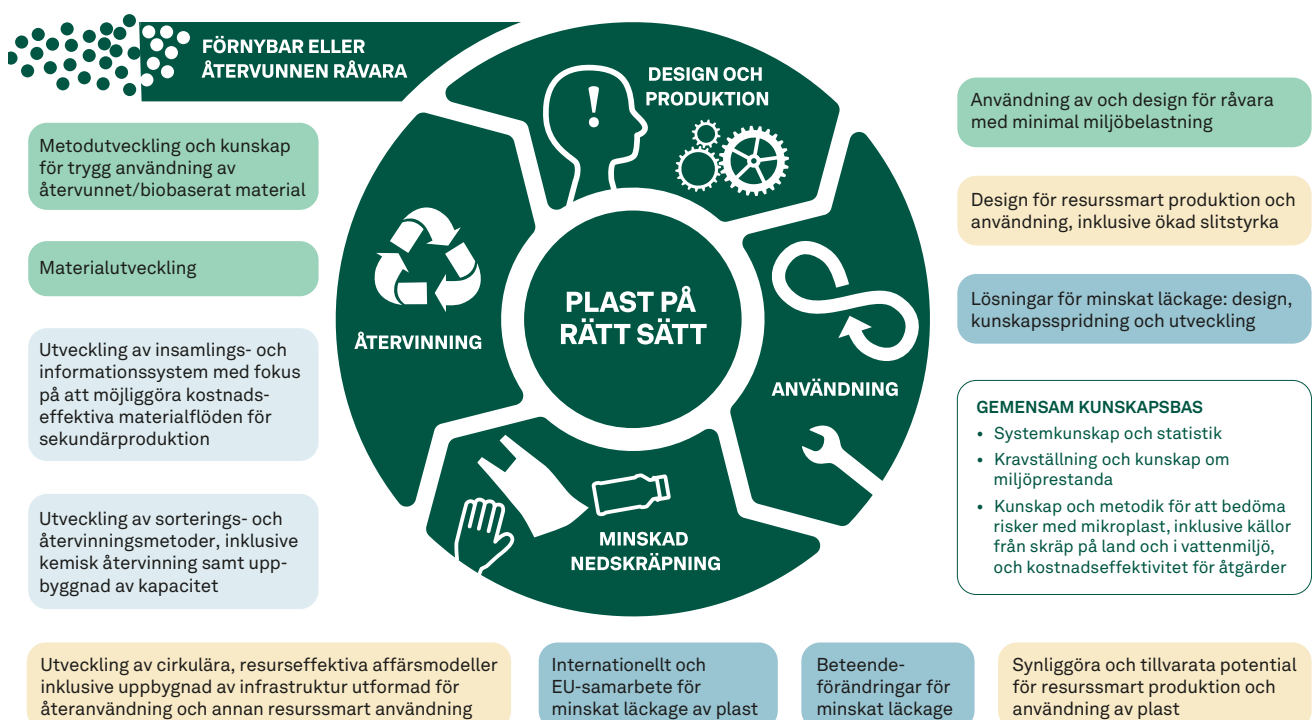 FÖRNYBAR ELLER
ÅTERVUNNEN RÅVARA
DESIGN OCH
PRODUKTION
!
ANVÄNDNING
MINSKAD
NEDSKRÄPNING
ÅTERVINNING
PLAST PÅ
RÄTT SÄTT
Metodutveckling och kunskap
för trygg användning av
återvunnet/biobaserat material
Materialutveckling
Utveckling av insamlings- och
informationssystem med fokus
på att möjliggöra kostnads-
effektiva materialflöden för
sekundärproduktion
Utveckling av sorterings- och
återvinningsmetoder, inklusive
kemisk återvinning samt upp-
byggnad av kapacitet
Användning av och design för råvara
med minimal miljöbelastning
Design för resurssmart produktion och
användning, inklusive ökad slitstyrka
Lösningar för minskat läckage: design,
kunskapsspridning och utveckling
GEMENSAM KUNSKAPSBAS
• Systemkunskap och statistik
• Kravställning och kunskap om
miljöprestanda
• Kunskap och metodik för att bedöma
risker med mikroplast, inklusive källor
från skräp på land och i vattenmiljö,
och kostnadseffektivitet för åtgärder
Utveckling av cirkulära, resurseffektiva affärsmodeller
inklusive uppbygnad av infrastruktur utformad för
återanvändning och annan resurssmart användning
Internationellt och
EU-samarbete för
minskat läckage av plast
Beteende-
förändringar för
minskat läckage
Synliggöra och tillvarata potential
för resurssmart produktion och
användning av plast